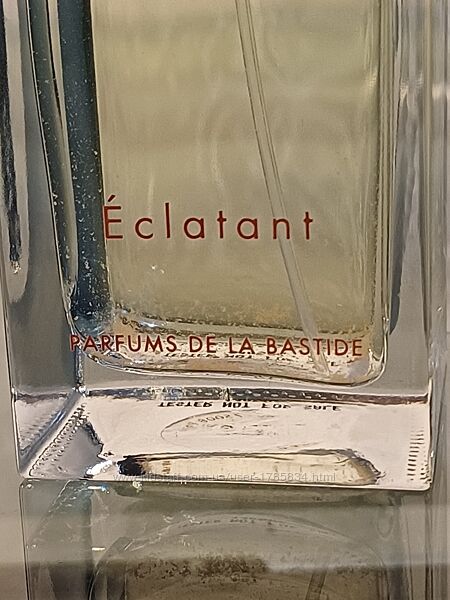 Éclatant
PARFUMS DE LA BASTIDE
TESTER NOT FOR SALE